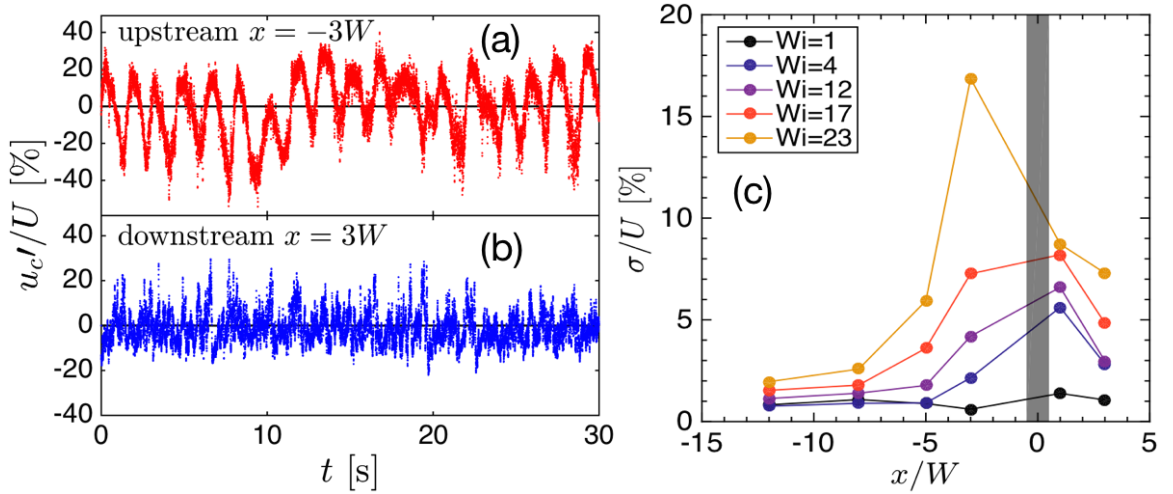 upstream x = −3W
(a)
40
20
0
-20
-40
downstream x = 3W
(b)
40
20
0
-20
-40
u_c′/U [%]
0
10
20
30
t [s]
Wi=1
Wi=4
Wi=12
Wi=17
Wi=23
(c)
20
15
10
5
0
σ/U [%]
-15
-10
-5
0
5
x/W